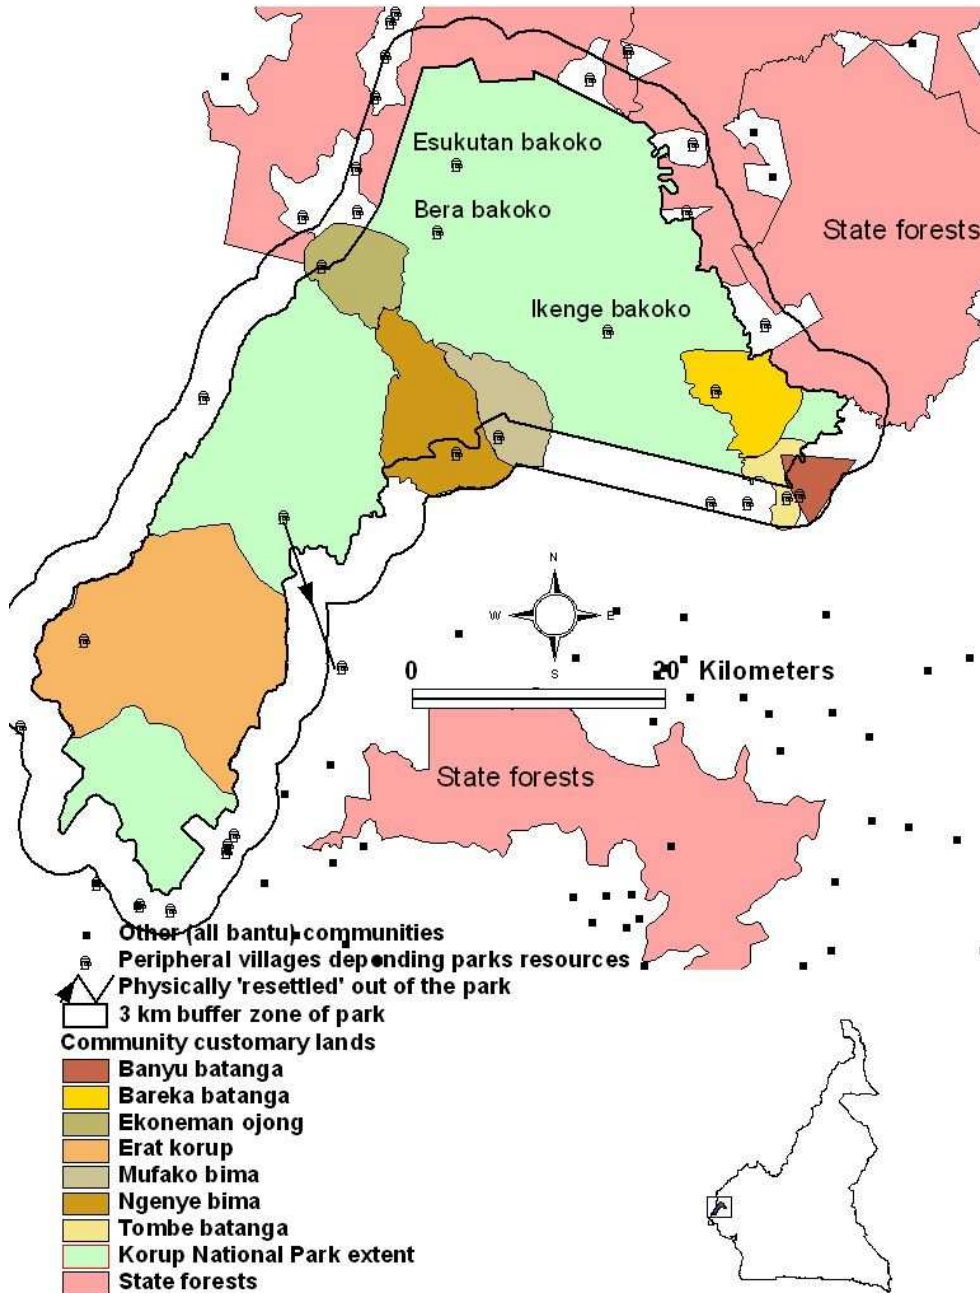 Esukutan bakoko
Bera bakoko
State forests
Ikenge bakoko
N
W E
S
0 20 Kilometers
State forests
Other (all bantu) communities
Peripheral villages depending parks resources
Physically 'resettled' out of the park
3 km buffer zone of park
Community customary lands
Banyu batanga
Bareka batanga
Ekoneman ojong
Erat korup
Mufako bima
Ngenye bima
Tombe batanga
Korup National Park extent
State forests